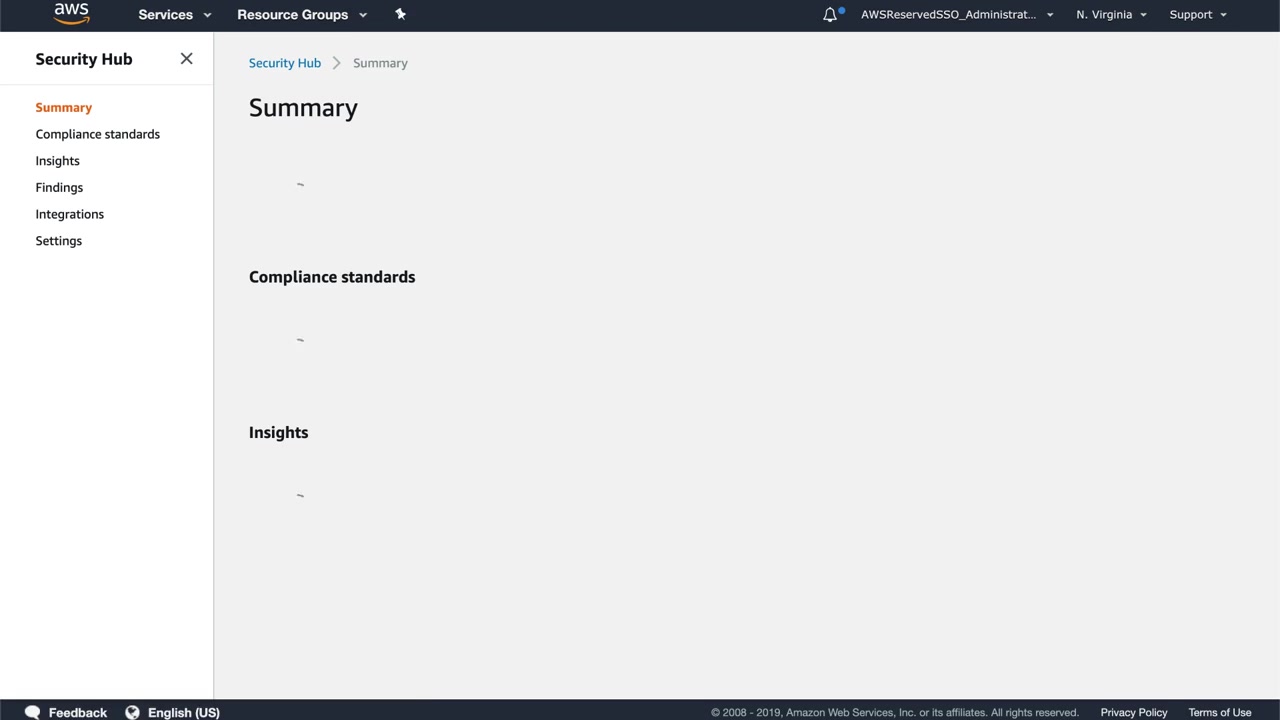 aws
Services
Resource Groups
AWSReservedSSO_Administrat...
N. Virginia
Support
Security Hub
Summary
Compliance standards
Insights
Findings
Integrations
Settings
Security Hub
Summary
Summary
Compliance standards
Insights
Feedback
English (US)
© 2008 - 2019, Amazon Web Services, Inc. or its affiliates. All rights reserved.
Privacy Policy
Terms of Use